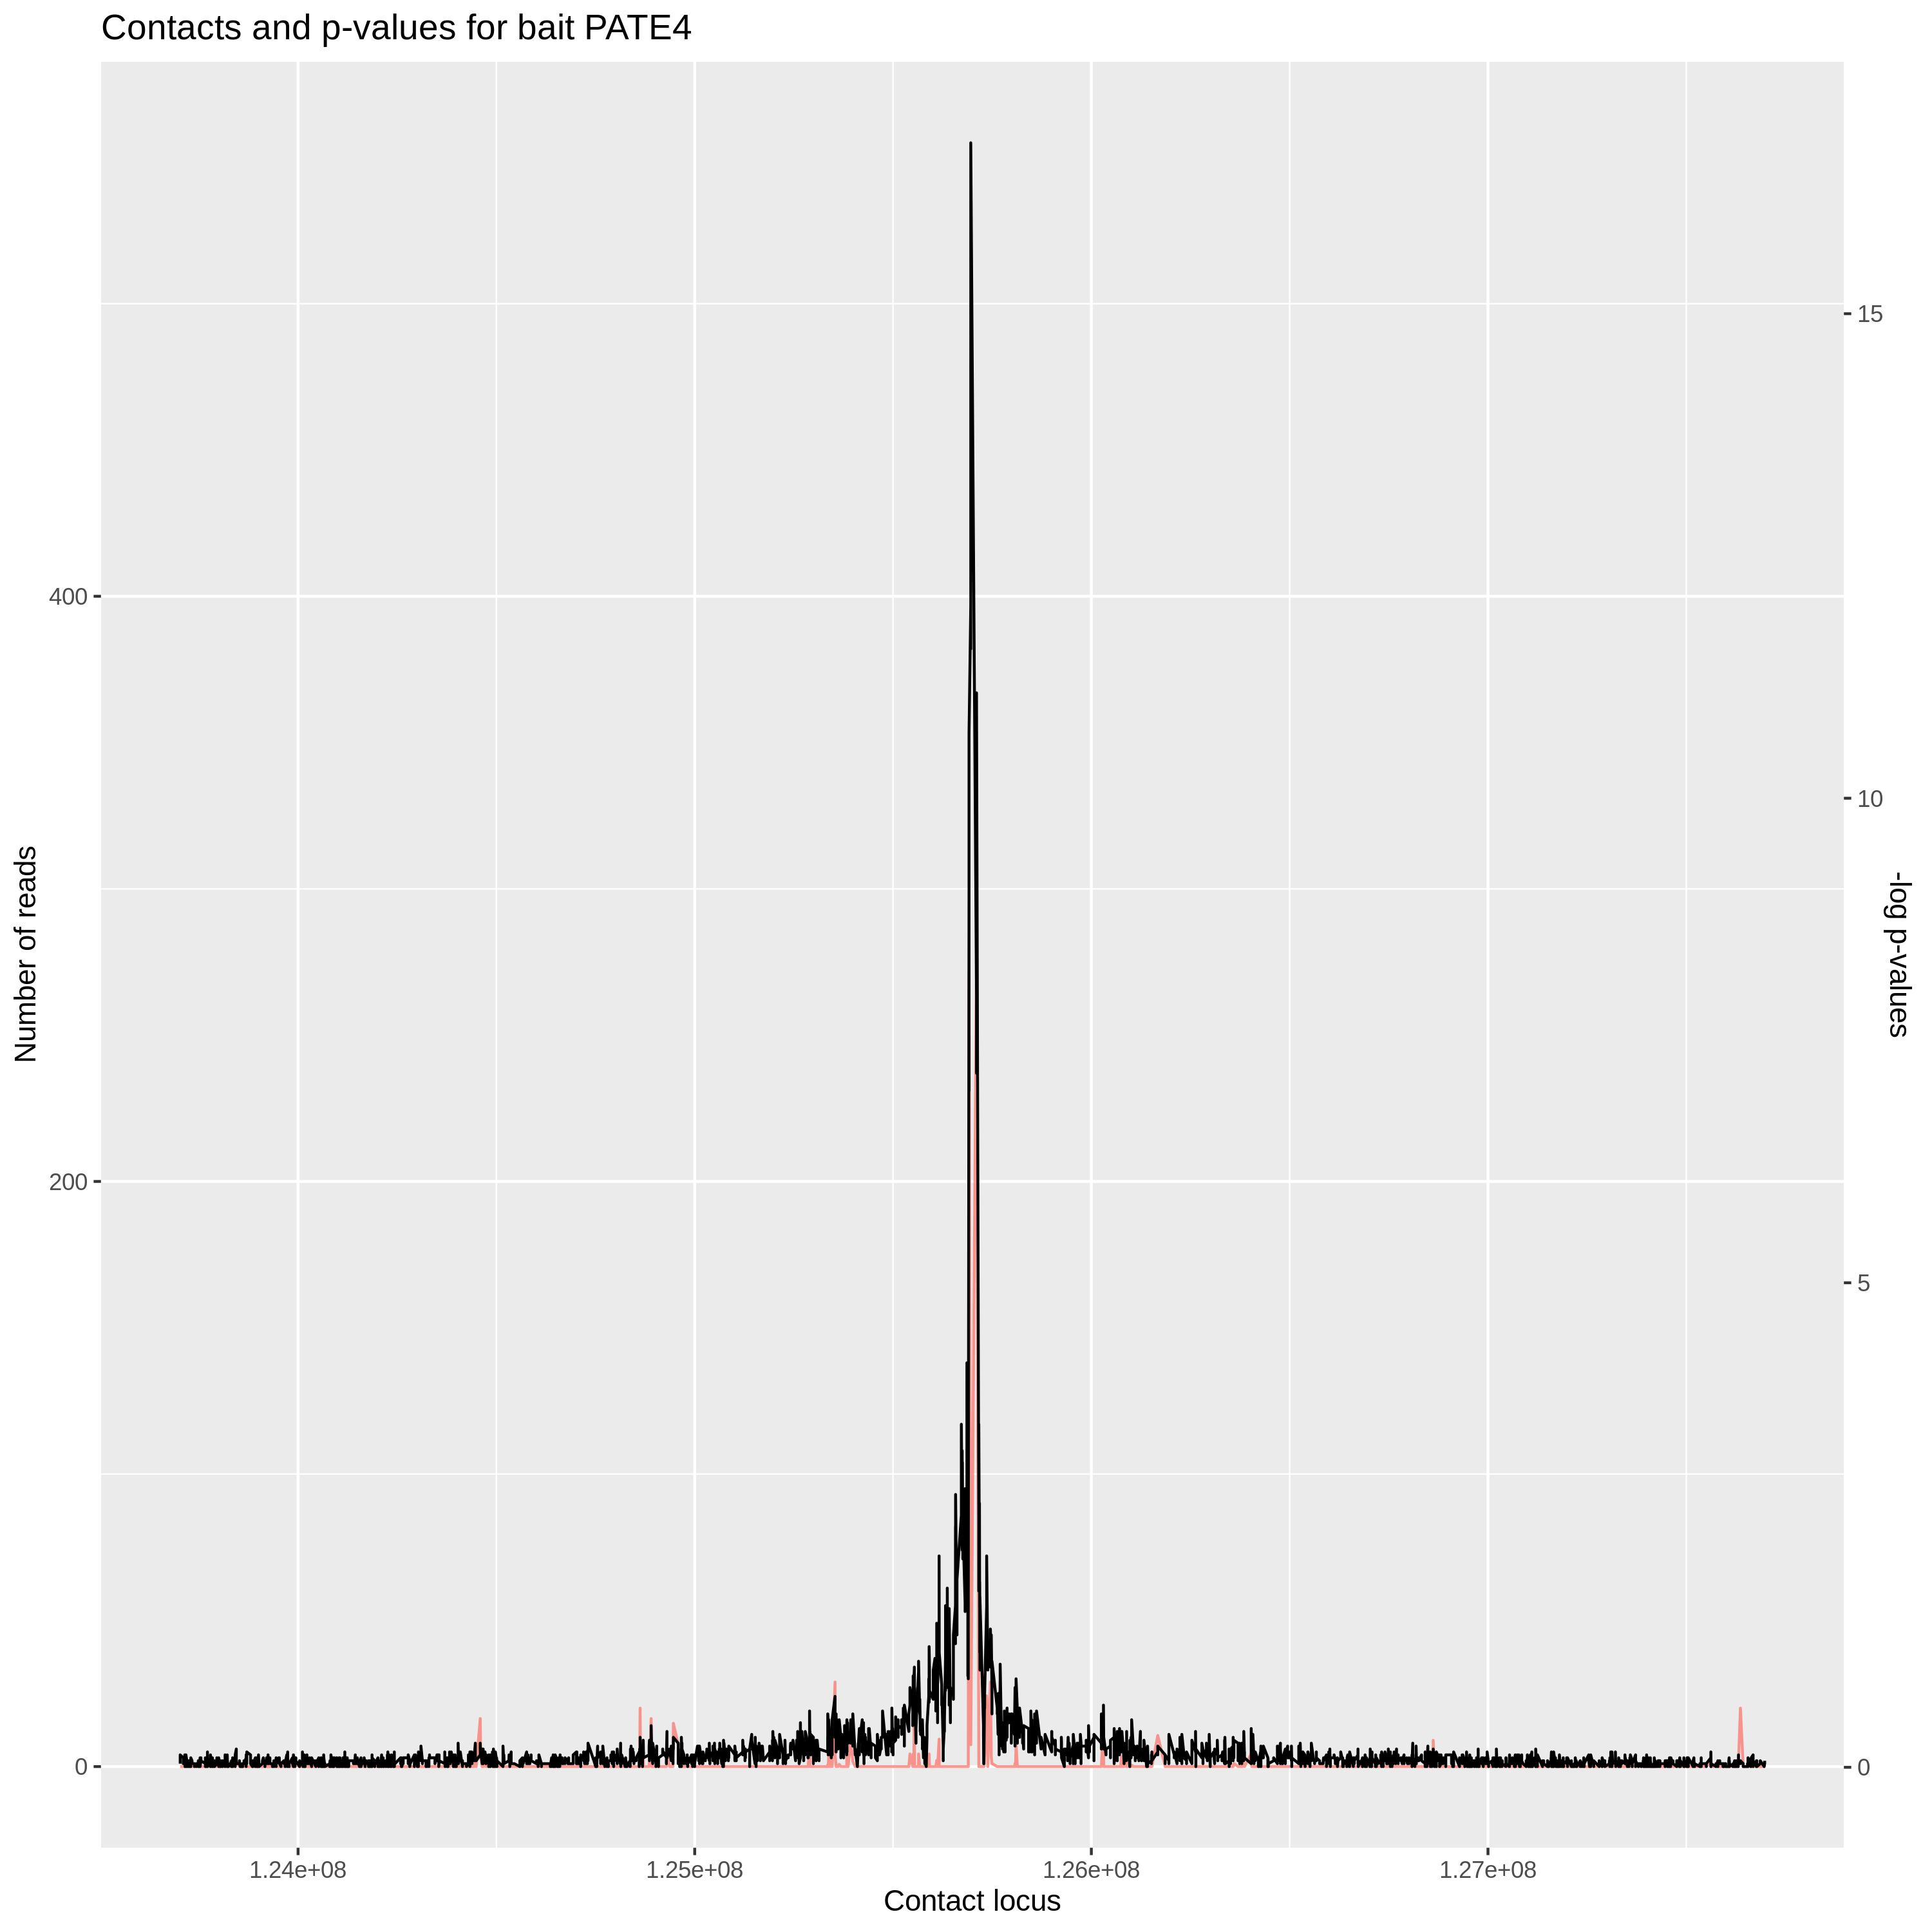 Contacts and p-values for bait PATE4
Number of reads
400
200
0
15
10
5
0
-log p-values
1.24e+08
1.25e+08
1.26e+08
1.27e+08
Contact locus